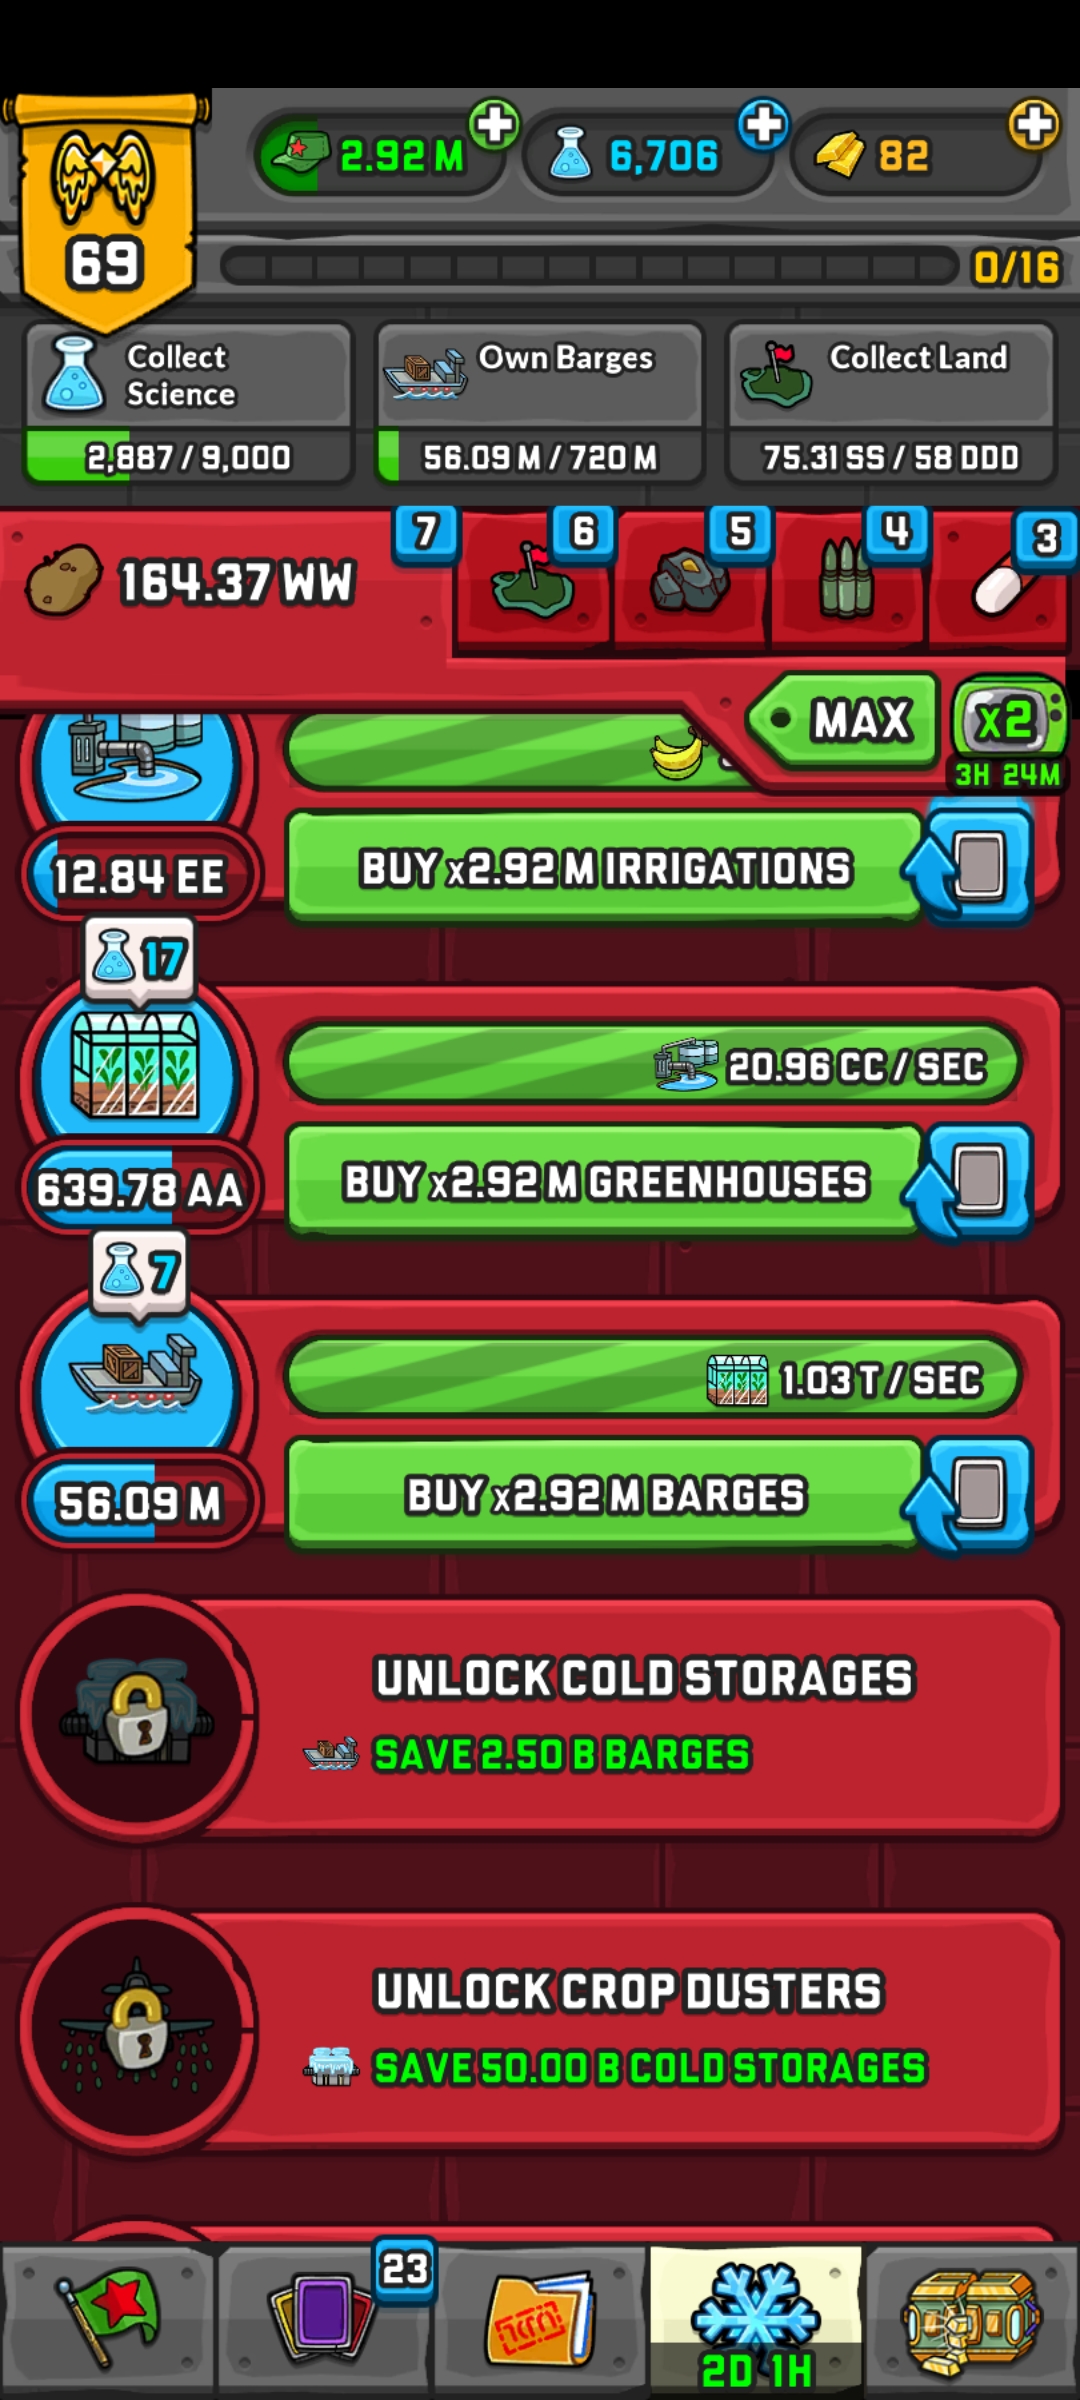 2.92 M
6,706
82
69
0/16
Collect
Science
2,887 / 9,000
Own Barges
56.09 M / 720 M
Collect Land
75.31 SS / 58 DDD
164.37 WW
7
6
5
4
3
MAX
x2
3H 24M
12.84 EE
BUY x2.92 M IRRIGATIONS
17
20.96 CC / SEC
639.78 AA
BUY x2.92 M GREENHOUSES
7
1.03 T / SEC
56.09 M
BUY x2.92 M BARGES
UNLOCK COLD STORAGES
SAVE 2.50 B BARGES
UNLOCK CROP DUSTERS
SAVE 50.00 B COLD STORAGES
23
2D 1H